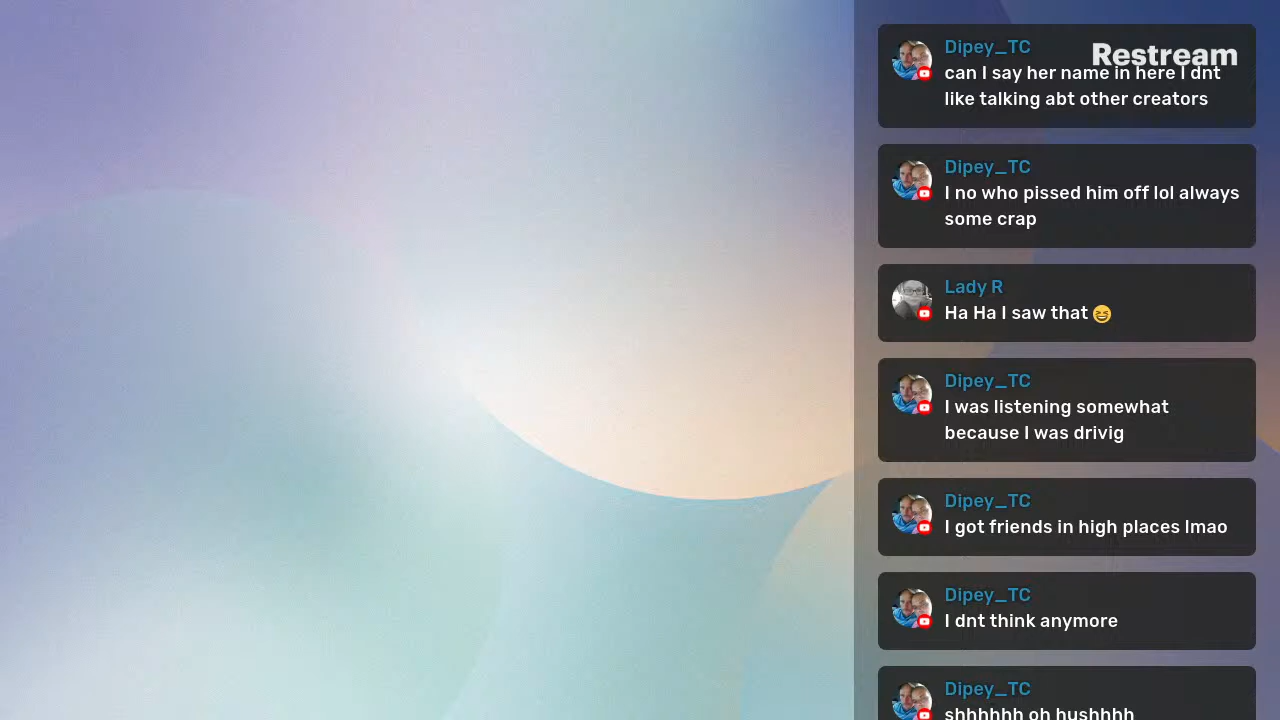 Restream
Dipey_TC
can I say her name in here I dnt
like talking abt other creators
Dipey_TC
I no who pissed him off lol always
some crap
Lady R
Ha Ha I saw that 😆
Dipey_TC
I was listening somewhat
because I was drivig
Dipey_TC
I got friends in high places lmao
Dipey_TC
I dnt think anymore
Dipey_TC
shhhhhh oh hushhhh